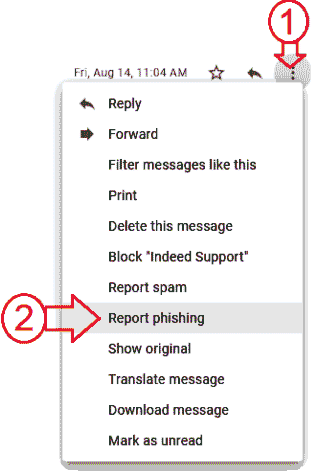 1
Fri, Aug 14, 11:04 AM
Reply
Forward
Filter messages like this
Print
Delete this message
Block "Indeed Support"
Report spam
2 Report phishing
Show original
Translate message
Download message
Mark as unread